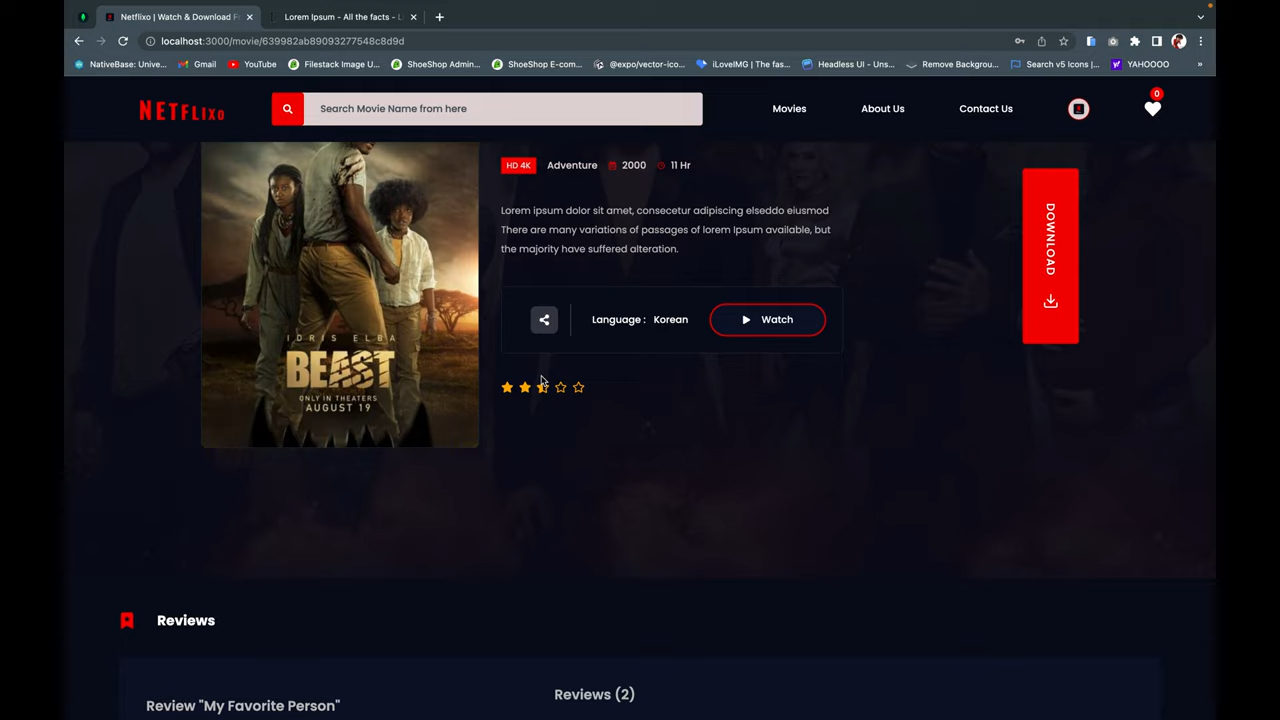 Netflixo | Watch & Download F
Lorem Ipsum - All the facts - L
localhost:3000/movie/639982ab89093277548c8d9d
NativeBase: Unive...
Gmail
YouTube
Filestack Image U...
ShoeShop Admin...
ShoeShop E-com...
@expo/vector-ico...
iLoveIMG | The fas...
Headless UI - Uns...
Remove Backgrou...
Search v5 Icons |...
YAHOOOO
»
NETFLIXO
Search Movie Name from here
Movies
About Us
Contact Us
0
HD 4K
Adventure
2000
11 Hr
Lorem ipsum dolor sit amet, consecetur adipiscing elseddo eiusmod
There are many variations of passages of lorem Ipsum available, but
the majority have suffered alteration.
Language : Korean
Watch
DOWNLOAD
IDRIS ELBA
BEAST
ONLY IN THEATERS
AUGUST 19
Reviews
Review "My Favorite Person"
Reviews (2)